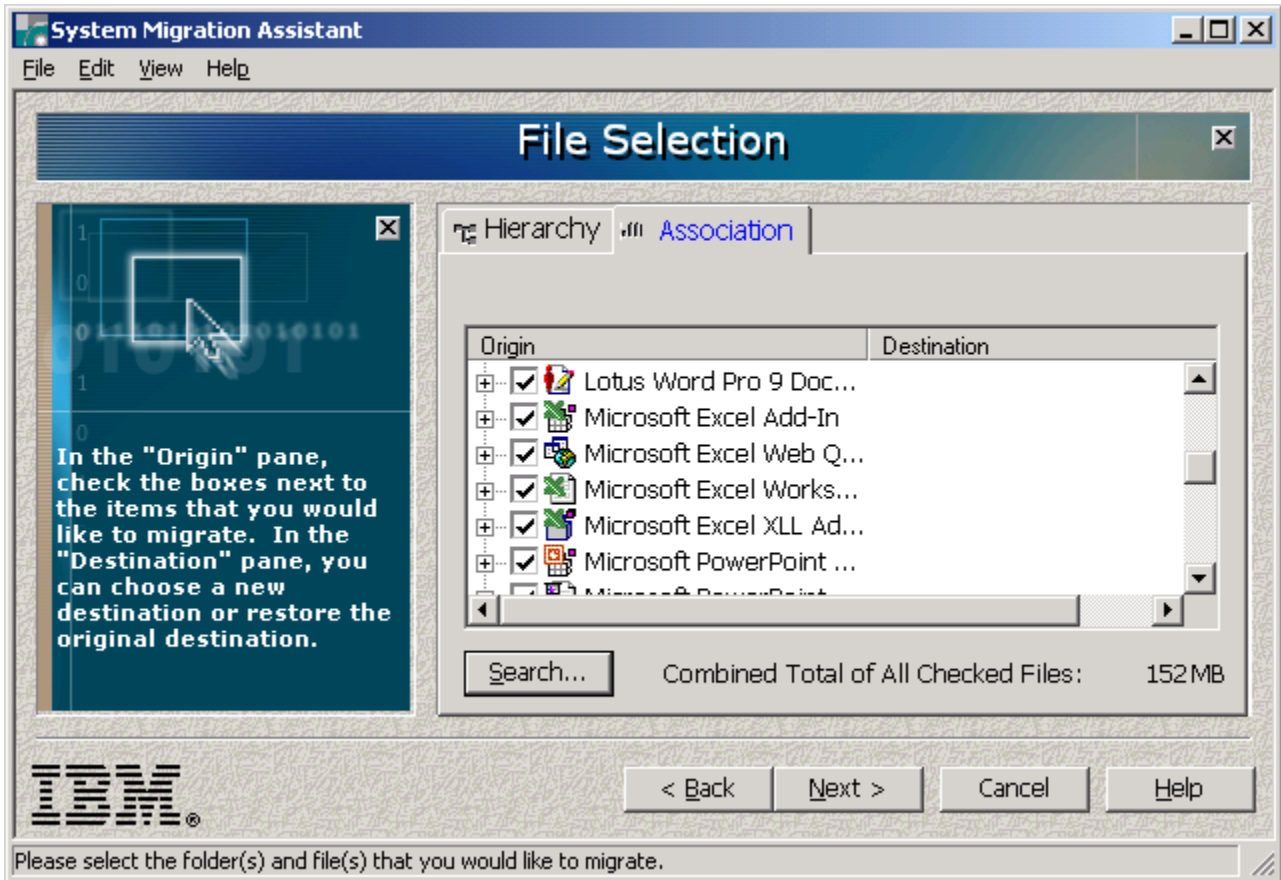 System Migration Assistant
File Edit View Help
File Selection
Hierarchy Association
In the "Origin" pane,
check the boxes next to
the items that you would
like to migrate. In the
"Destination" pane, you
can choose a new
destination or restore the
original destination.
Origin Destination
Lotus Word Pro 9 Doc...
Microsoft Excel Add-In
Microsoft Excel Web Q...
Microsoft Excel Works...
Microsoft Excel XLL Ad...
Microsoft PowerPoint ...
Microsoft PowerPoint
Search... Combined Total of All Checked Files: 152MB
IBM®
< Back Next > Cancel Help
Please select the folder(s) and file(s) that you would like to migrate.